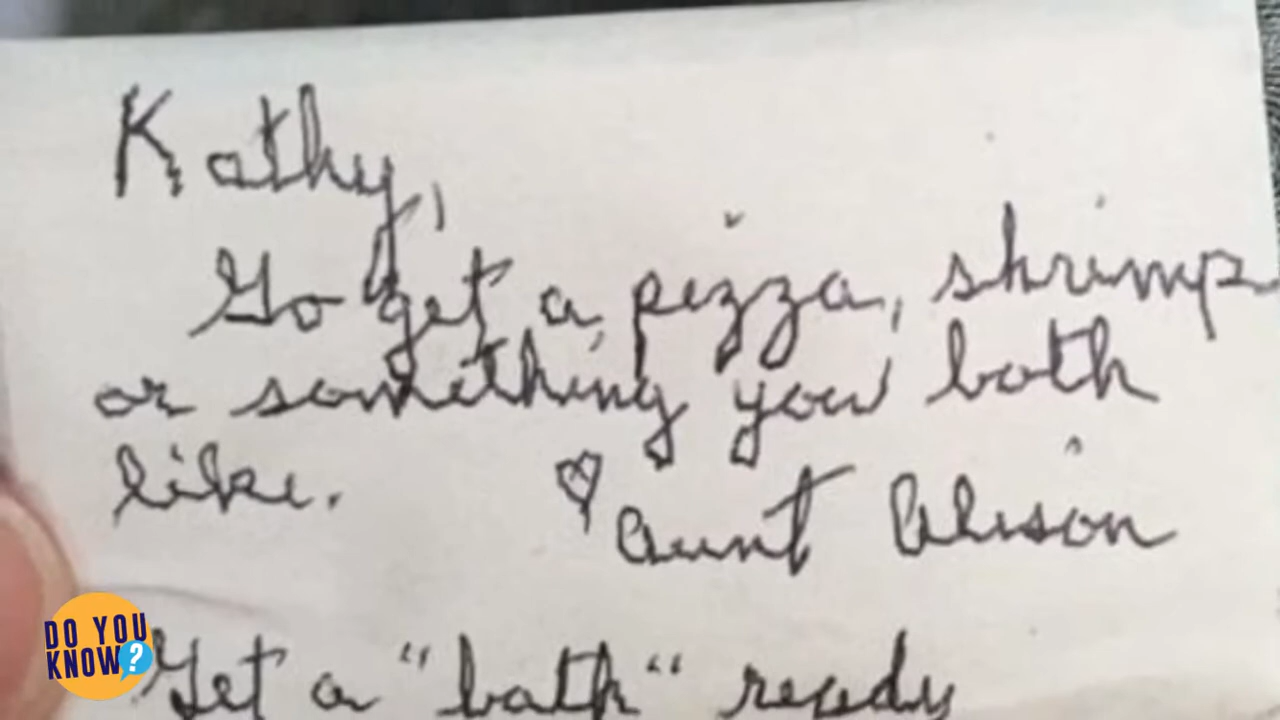 Kathy,
Go get a pizza, shrimp
or something you both
like.
♡ Aunt Alison
Get a "bath" ready
DO YOU
KNOW?